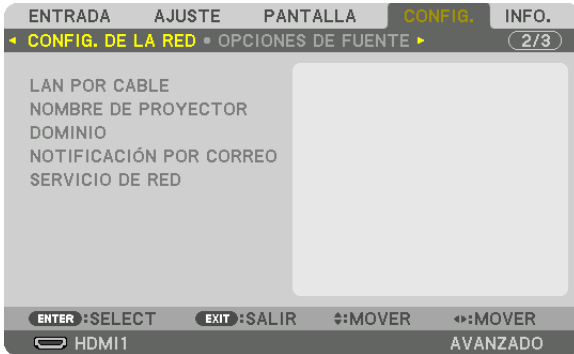 ENTRADA AJUSTE PANTALLA CONFIG. INFO.
CONFIG. DE LA RED • OPCIONES DE FUENTE 2/3
LAN POR CABLE
NOMBRE DE PROYECTOR
DOMINIO
NOTIFICACIÓN POR CORREO
SERVICIO DE RED
ENTER :SELECT EXIT :SALIR :MOVER :MOVER
HDMI1 AVANZADO